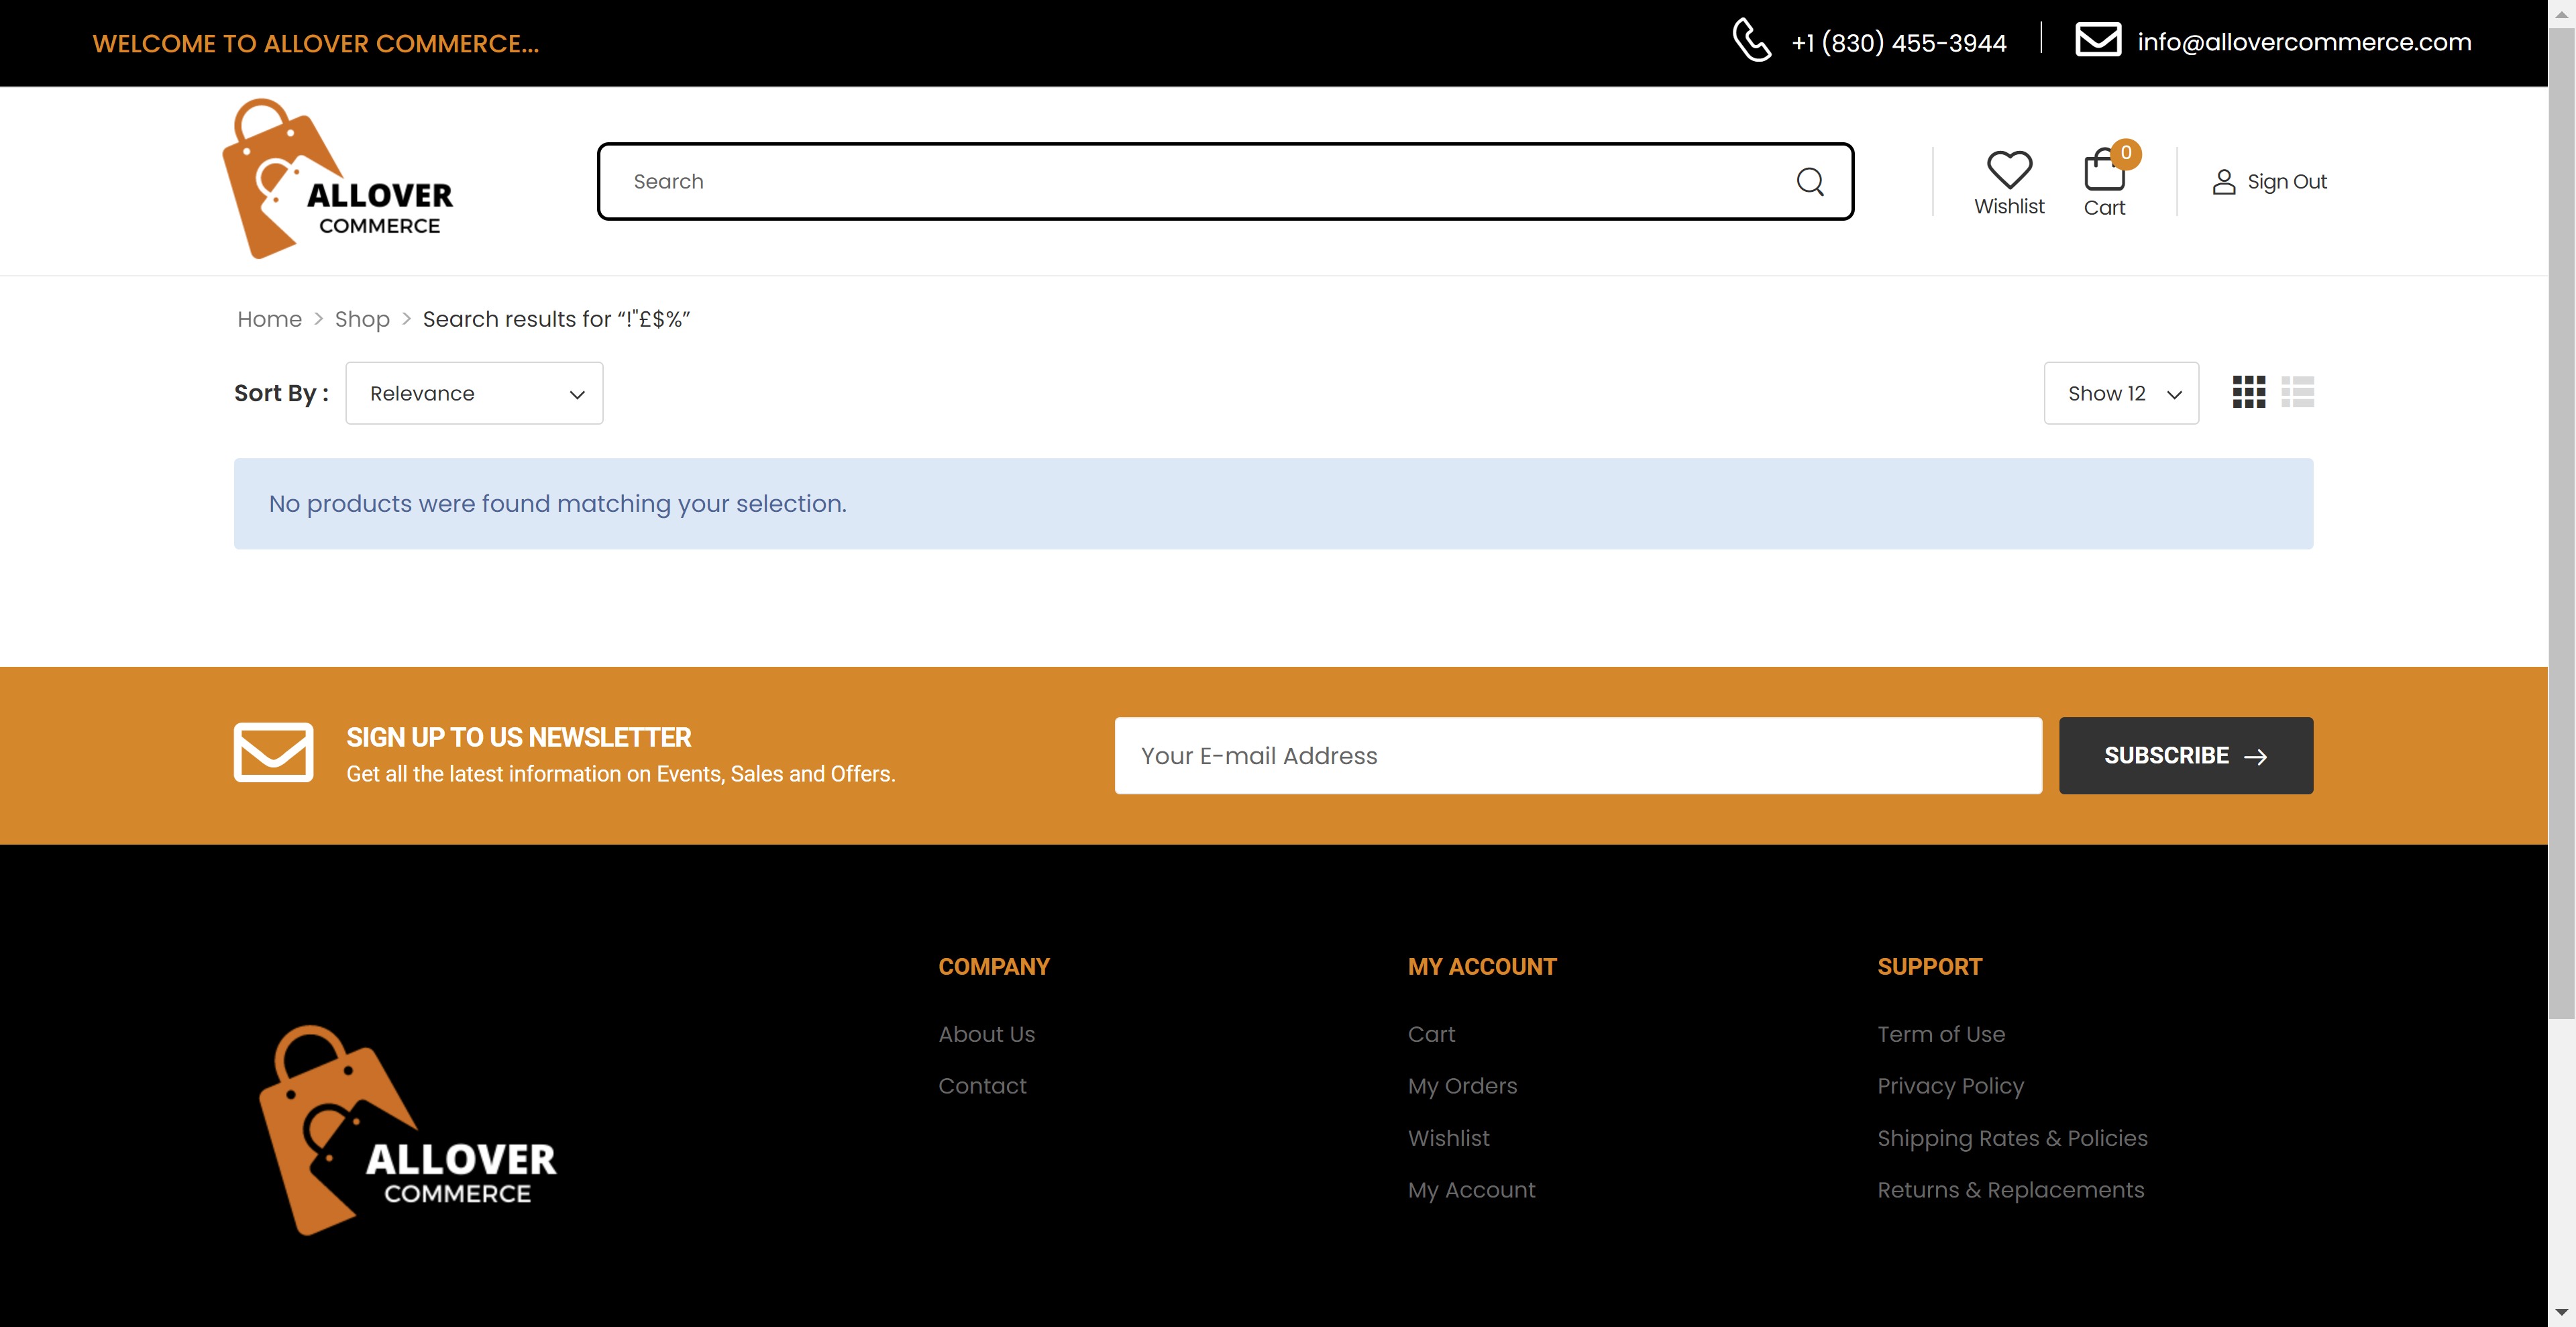 WELCOME TO ALLOVER COMMERCE...
+1 (830) 455-3944
info@allovercommerce.com
ALLOVER
COMMERCE
Search
Wishlist
0
Cart
Sign Out
Home > Shop > Search results for “!"£$%”
Sort By :
Relevance
Show 12
No products were found matching your selection.
SIGN UP TO US NEWSLETTER
Get all the latest information on Events, Sales and Offers.
Your E-mail Address
SUBSCRIBE →
ALLOVER
COMMERCE
COMPANY
About Us
Contact
MY ACCOUNT
Cart
My Orders
Wishlist
My Account
SUPPORT
Term of Use
Privacy Policy
Shipping Rates & Policies
Returns & Replacements